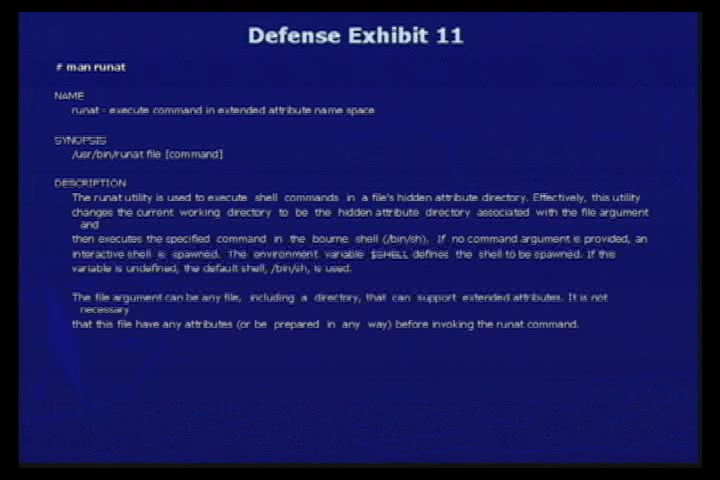 Defense Exhibit 11
# man runat
NAME
runat - execute command in extended attribute name space
SYNOPSIS
/usr/bin/runat file [command]
DESCRIPTION
The runat utility is used to execute shell commands in a file's hidden attribute directory. Effectively, this utility
changes the current working directory to be the hidden attribute directory associated with the file argument
and
then executes the specified command in the bourne shell (/bin/sh). If no command argument is provided, an
interactive shell is spawned. The environment variable $SHELL defines the shell to be spawned. If this
variable is undefined, the default shell, /bin/sh, is used.
The file argument can be any file, including a directory, that can support extended attributes. It is not
necessary
that this file have any attributes (or be prepared in any way) before invoking the runat command.